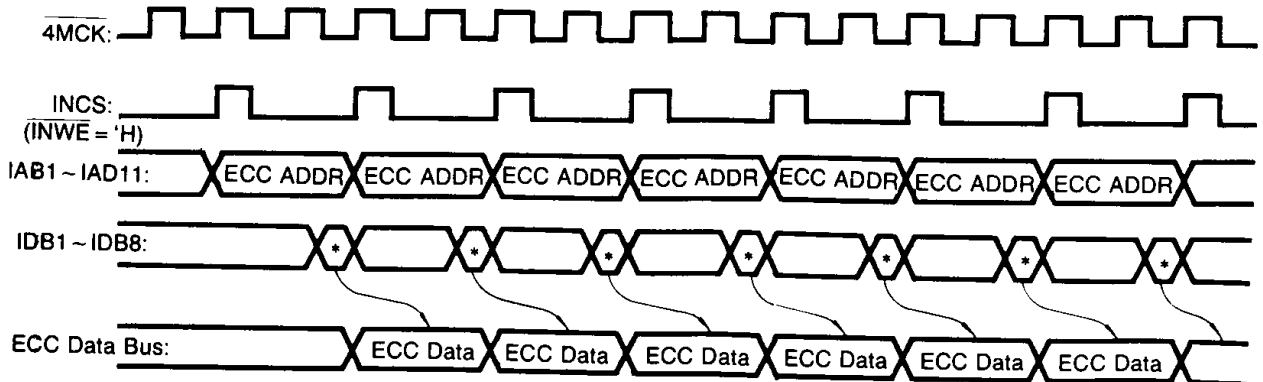 4MCK:
INCS:
(INWE = 'H)
IAB1 ~ IAD11:
ECC ADDR ECC ADDR ECC ADDR ECC ADDR ECC ADDR ECC ADDR ECC ADDR
IDB1 ~ IDB8:
* * * * * * *
ECC Data Bus:
ECC Data ECC Data ECC Data ECC Data ECC Data ECC Data